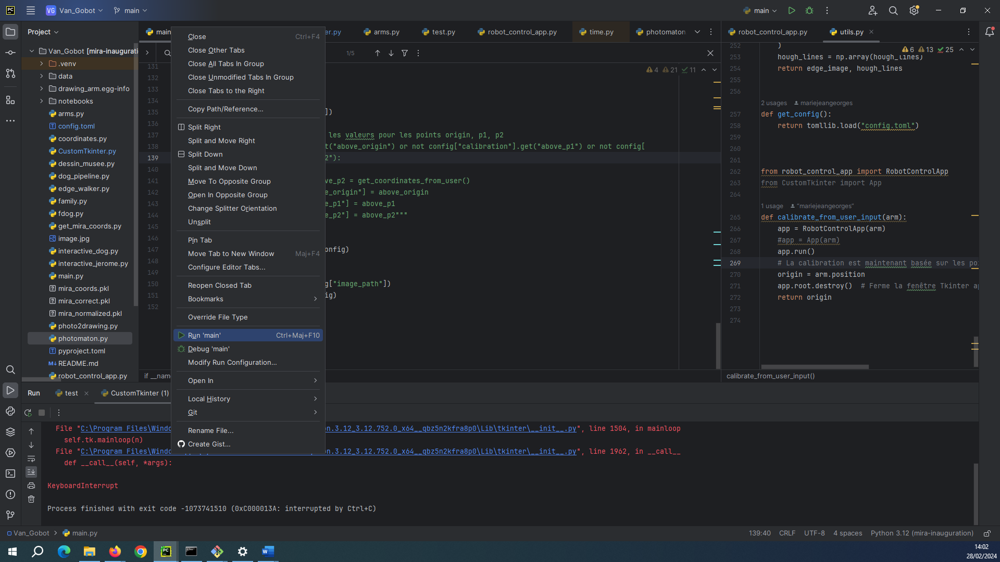 PC
VG Van_Gobot
main
main
Project
main
er.py
arms.py
test.py
robot_control_app.py
time.py
photomaton
robot_control_app.py
utils.py
Van_Gobot [mira-inaugurati
.venv
data
drawing_arm.egg-info
notebooks
arms.py
config.toml
coordinates.py
CustomTkinter.py
dessin_musee.py
dog_pipeline.py
edge_walker.py
family.py
fdog.py
get_mira_coords.py
image.jpg
interactive_dog.py
interactive_jerome.py
main.py
mira_coords.pkl
mira_correct.pkl
mira_normalized.pkl
photo2drawing.py
photomaton.py
pyproject.toml
README.md
robot_control_app.py
Close Ctrl+F4
Close Other Tabs
Close All Tabs In Group
Close Unmodified Tabs In Group
Close Tabs to the Right
Copy Path/Reference...
Split Right
Split and Move Right
Split Down
Split and Move Down
Move To Opposite Group
Open In Opposite Group
Change Splitter Orientation
Unsplit
Pin Tab
Move Tab to New Window Maj+F4
Configure Editor Tabs...
Reopen Closed Tab
Bookmarks
Override File Type
Run 'main' Ctrl+Maj+F10
Debug 'main'
Modify Run Configuration...
Open In
Local History
Git
Rename File...
Create Gist...
1/5
4 21 11
131
132
133
134
135 ])
136
137 les valeurs pour les points origin, p1, p2
138 t("above_origin") or not config["calibration"].get("above_p1") or not config[
139 2"):
140
141 ve_p2 = get_coordinates_from_user()
142 e_origin"] = above_origin
143 e_p1"] = above_p1
144 e_p2"] = above_p2"""
145
146
147 onfig)
148
149
150 g["image_path"])
151 ig)
152
if __name
6 13 25
252 )
253 hough_lines = np.array(hough_lines)
254 return edge_image, hough_lines
255
256
2 usages mariejeangeorges
257 def get_config():
258 return tomllib.load("config.toml")
259
260
261
262 from robot_control_app import RobotControlApp
263 from CustomTkinter import App
264
1 usage "mariejeangeorges"
265 def calibrate_from_user_input(arm):
266 app = RobotControlApp(arm)
267 #app = App(arm)
268 app.run()
269 # La calibration est maintenant basée sur les poi
270 origin = arm.position
271 app.root.destroy() # Ferme la fenêtre Tkinter ap
272 return origin
273
274
calibrate_from_user_input()
Run
test
CustomTkinter (1)
File "C:\Program Files\Windo on.3.12_3.12.752.0_x64__qbz5n2kfra8p0\Lib\tkinter\__init__.py", line 1504, in mainloop
self.tk.mainloop(n)
File "C:\Program Files\Windo on.3.12_3.12.752.0_x64__qbz5n2kfra8p0\Lib\tkinter\__init__.py", line 1962, in __call__
def __call__(self, *args):
KeyboardInterrupt
Process finished with exit code -1073741510 (0xC000013A: interrupted by Ctrl+C)
Van_Gobot > main.py
139:40 CRLF UTF-8 4 spaces Python 3.12 (mira-inauguration)
14:02
28/02/2024